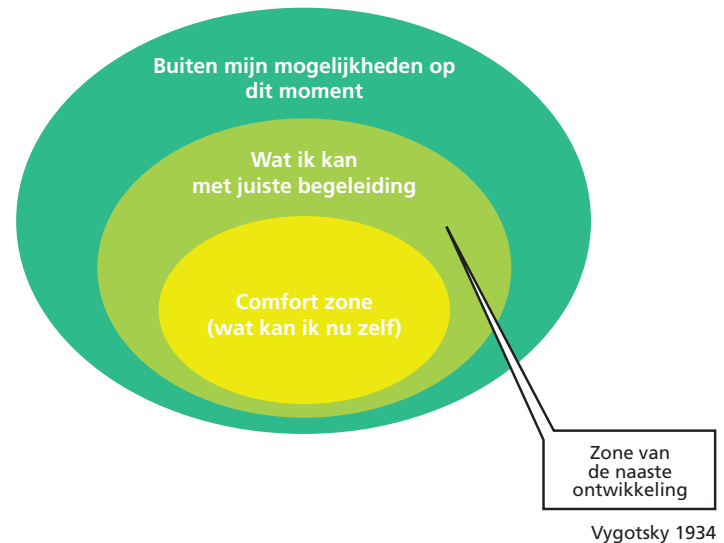 Buiten mijn mogelijkheden op
dit moment
Wat ik kan
met juiste begeleiding
Comfort zone
(wat kan ik nu zelf)
Zone van
de naaste
ontwikkeling
Vygotsky 1934